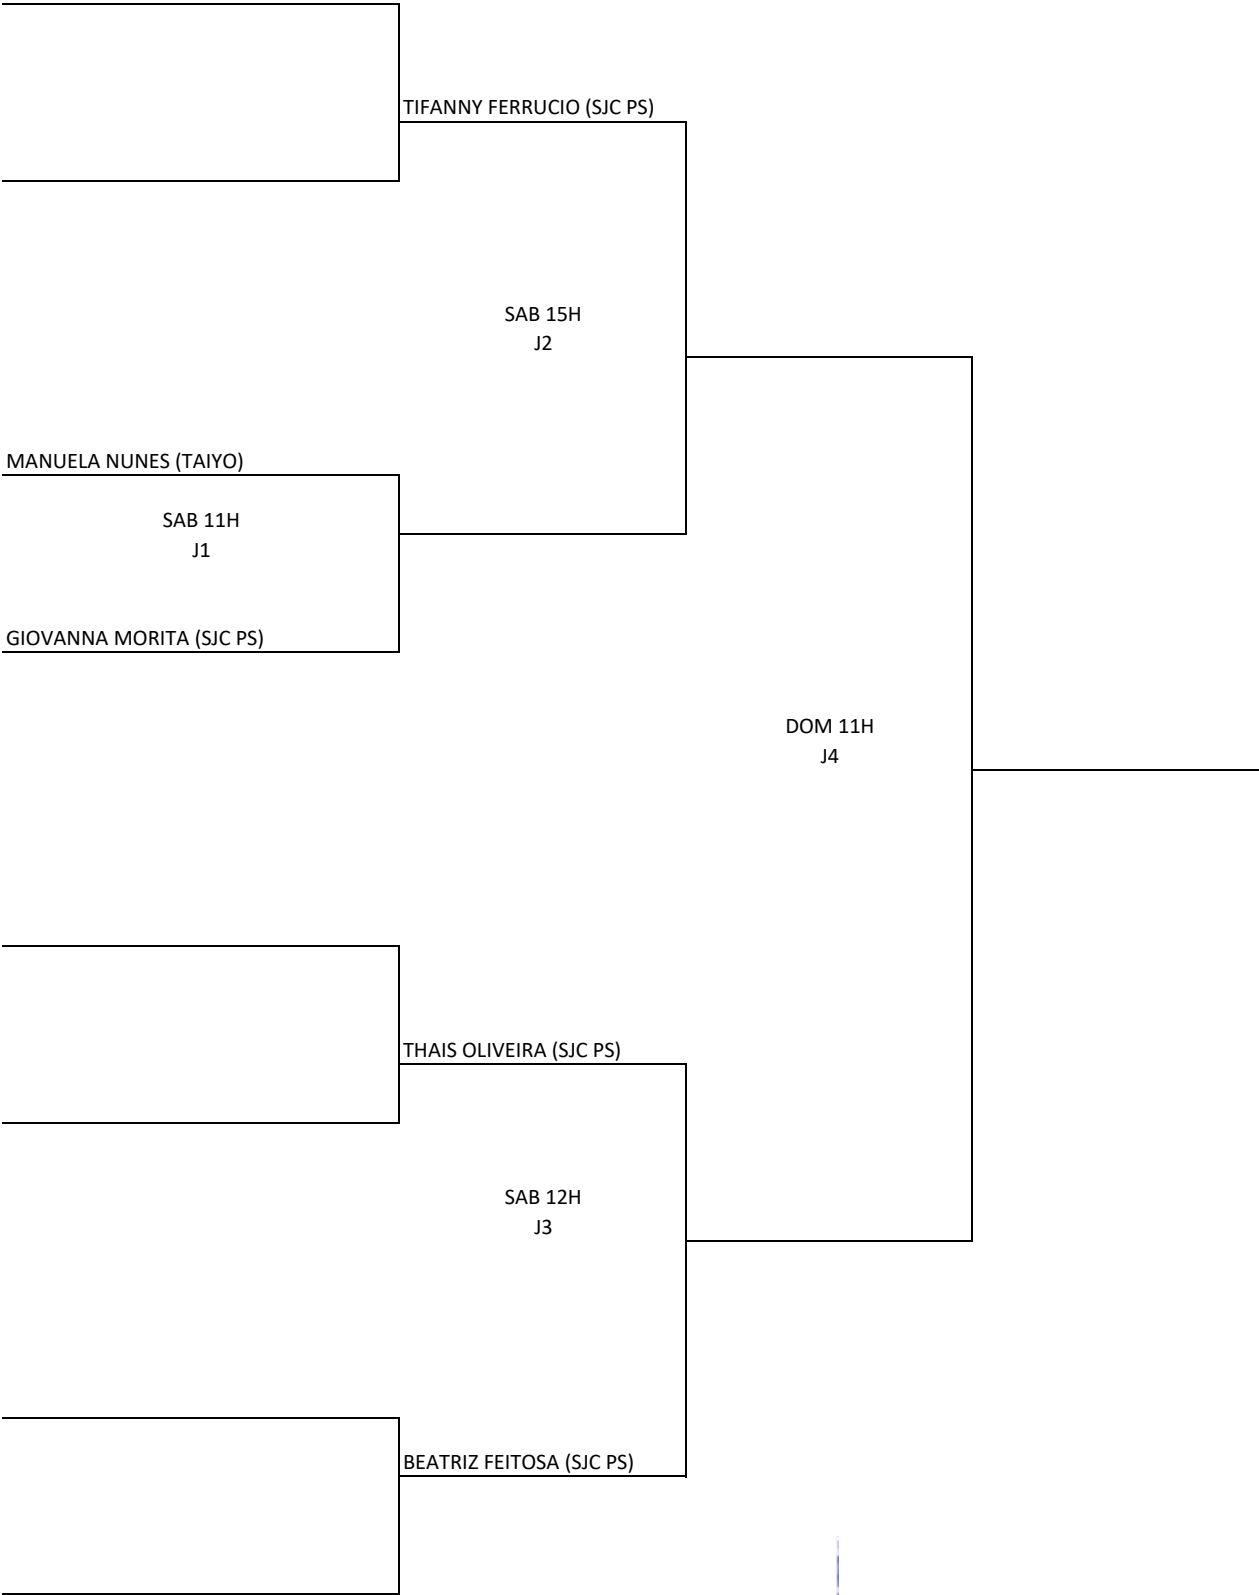 TIFANNY FERRUCIO (SJC PS)
SAB 15H
J2
MANUELA NUNES (TAIYO)
SAB 11H
J1
GIOVANNA MORITA (SJC PS)
DOM 11H
J4
THAIS OLIVEIRA (SJC PS)
SAB 12H
J3
BEATRIZ FEITOSA (SJC PS)